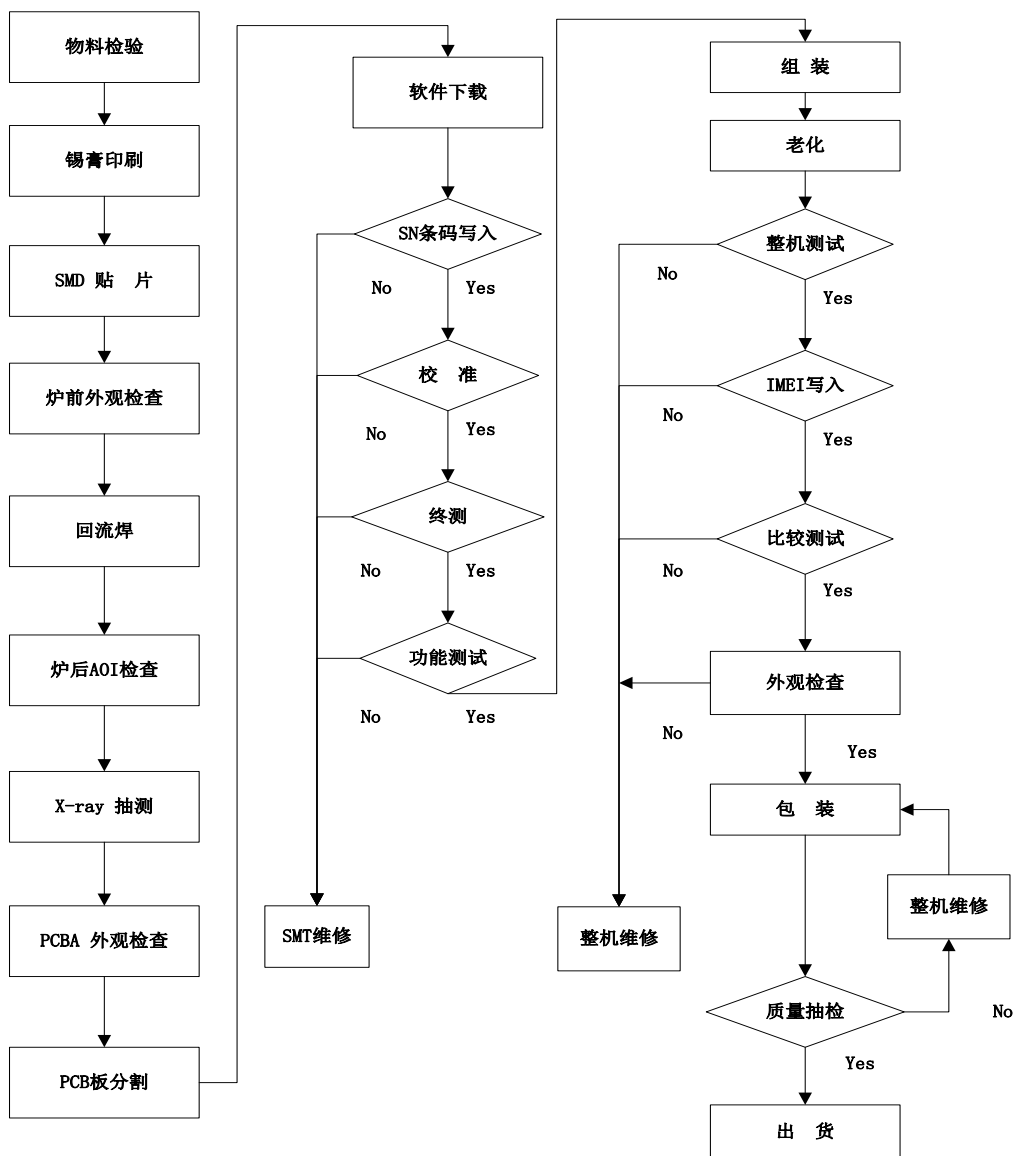 物料检验
锡膏印刷
SMD 贴 片
炉前外观检查
回流焊
炉后AOI检查
X-ray 抽测
PCBA 外观检查
PCB板分割
软件下载
SN条码写入
No
Yes
校 准
No
Yes
终测
No
Yes
功能测试
No
Yes
SMT维修
组 装
老化
整机测试
No
Yes
IMEI写入
No
Yes
比较测试
No
Yes
外观检查
No
Yes
包 装
整机维修
整机维修
质量抽检
No
Yes
出 货